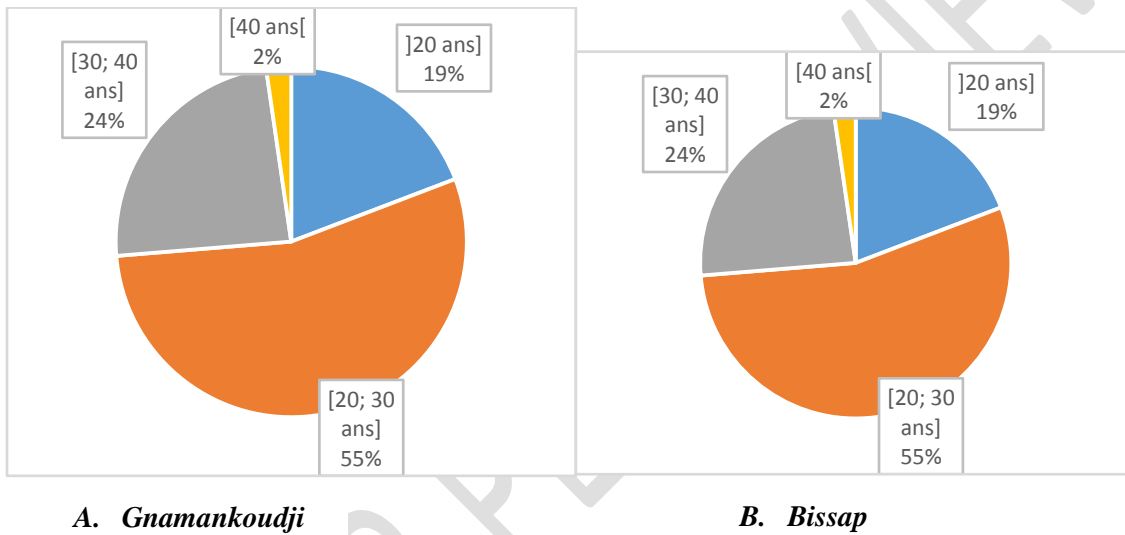 [40 ans[
2%
]20 ans]
19%
[30; 40
ans]
24%
[20; 30
ans]
55%
[40 ans[
2%
]20 ans]
19%
[30; 40
ans]
24%
[20; 30
ans]
55%
A. Gnamankoudji
B. Bissap